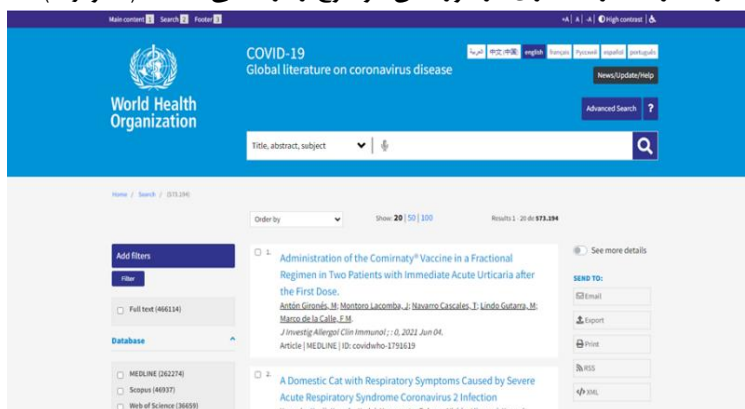 Main content 1 Search 2 Footer 3
+A | A | -A | High contrast
COVID-19
Global literature on coronavirus disease
العربية 中文 (中国) english français Русский español português
News/Update/Help
World Health
Organization
Advanced Search ?
Title, abstract, subject
Home / Search / (573.194)
Order by
Show: 20 | 50 | 100
Results 1 - 20 de 573.194
Add filters
Filter
Full text (466114)
Database
MEDLINE (262274)
Scopus (46937)
Web of Science (36659)
1.
Administration of the Comirnaty® Vaccine in a Fractional
Regimen in Two Patients with Immediate Acute Urticaria after
the First Dose.
Antón Gironés, M; Montoro Lacomba, J; Navarro Cascales, T; Lindo Gutarra, M;
Marco de la Calle, F M.
J Investig Allergol Clin Immunol ; : 0, 2021 Jun 04.
Article | MEDLINE | ID: covidwho-1791619
2.
A Domestic Cat with Respiratory Symptoms Caused by Severe
Acute Respiratory Syndrome Coronavirus 2 Infection
See more details
SEND TO:
Email
Export
Print
RSS
XML